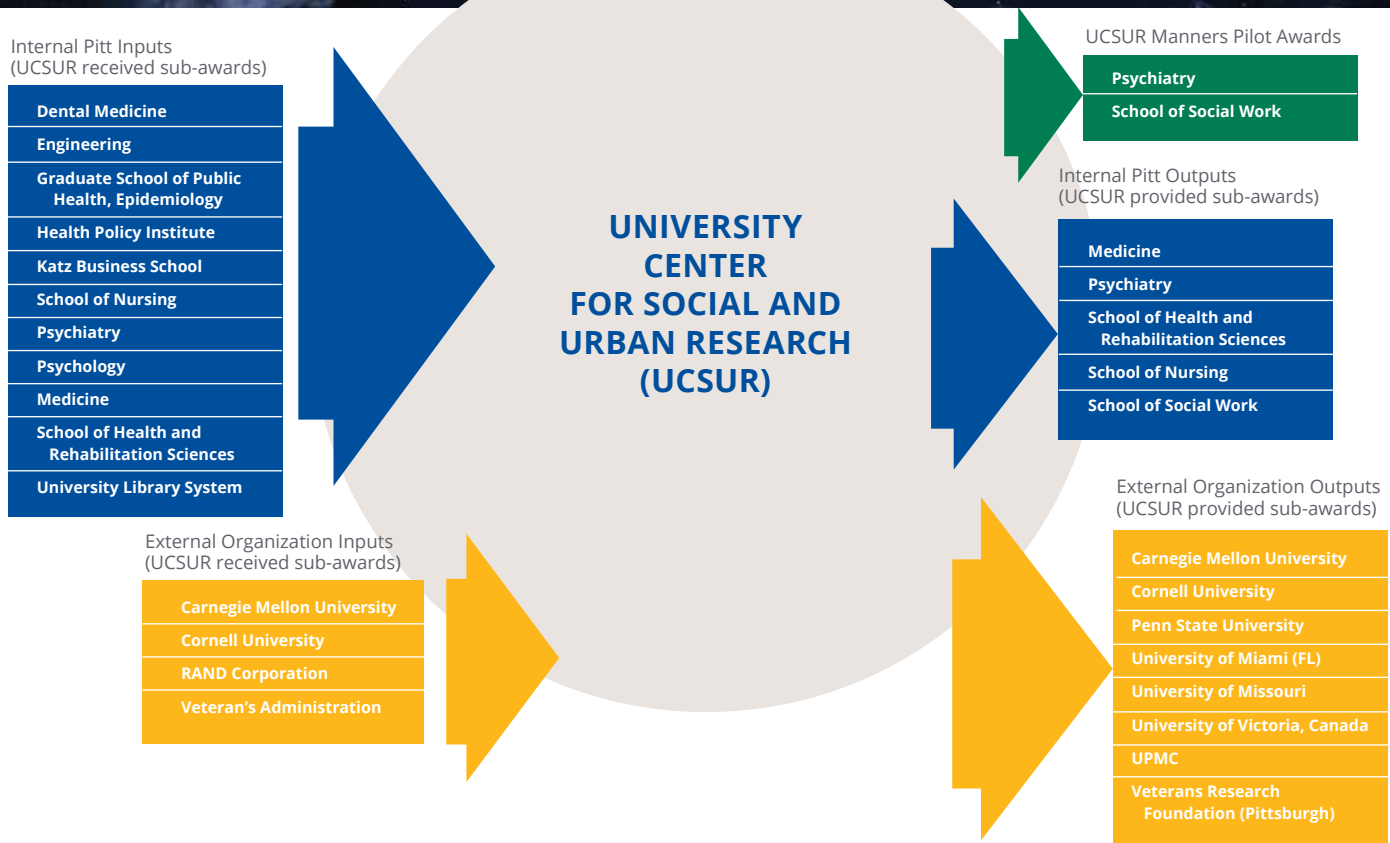 Internal Pitt Inputs
(UCSUR received sub-awards)
Dental Medicine
Engineering
Graduate School of Public
Health, Epidemiology
Health Policy Institute
Katz Business School
School of Nursing
Psychiatry
Psychology
Medicine
School of Health and
Rehabilitation Sciences
University Library System
External Organization Inputs
(UCSUR received sub-awards)
Carnegie Mellon University
Cornell University
RAND Corporation
Veteran’s Administration
UNIVERSITY
CENTER
FOR SOCIAL AND
URBAN RESEARCH
(UCSUR)
UCSUR Manners Pilot Awards
Psychiatry
School of Social Work
Internal Pitt Outputs
(UCSUR provided sub-awards)
Medicine
Psychiatry
School of Health and
Rehabilitation Sciences
School of Nursing
School of Social Work
External Organization Outputs
(UCSUR provided sub-awards)
Carnegie Mellon University
Cornell University
Penn State University
University of Miami (FL)
University of Missouri
University of Victoria, Canada
UPMC
Veterans Research
Foundation (Pittsburgh)